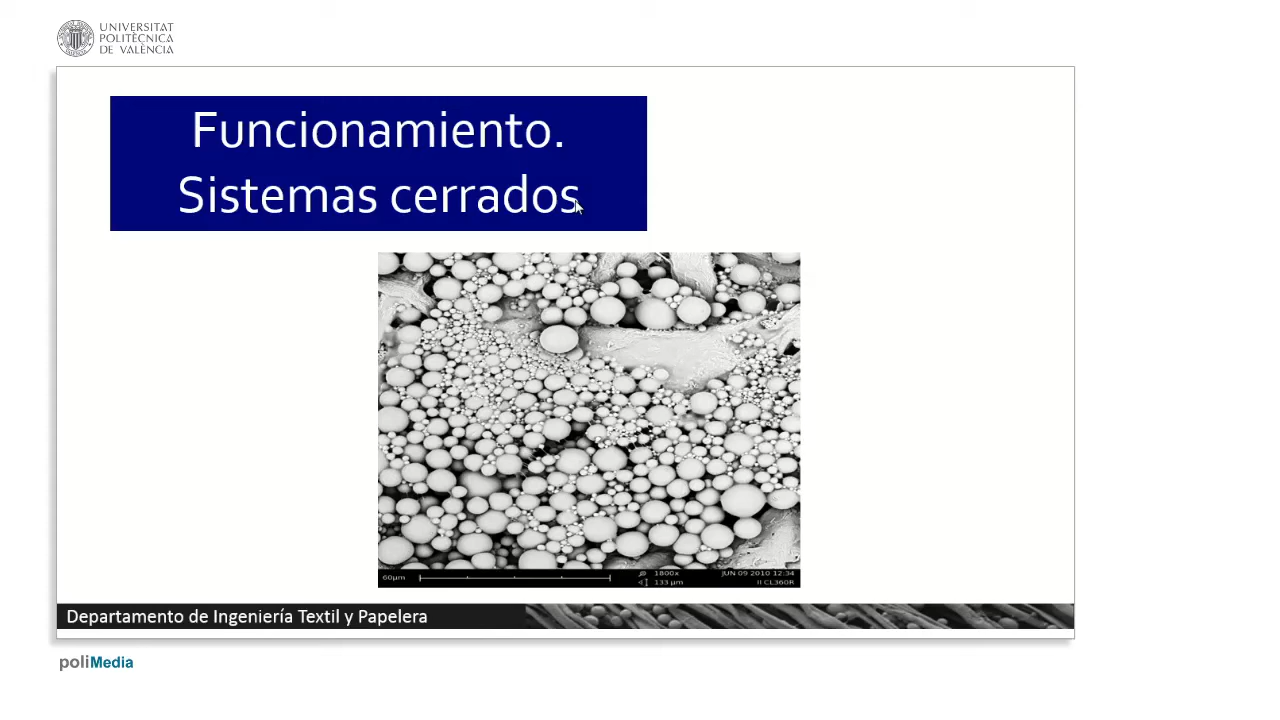 UNIVERSITAT
POLITÈCNICA
DE VALÈNCIA
Funcionamiento.
Sistemas cerrados
60μm
1800x
133 μm
JUN 09 2010 12:34
II CL360R
Departamento de Ingeniería Textil y Papelera
poliMedia